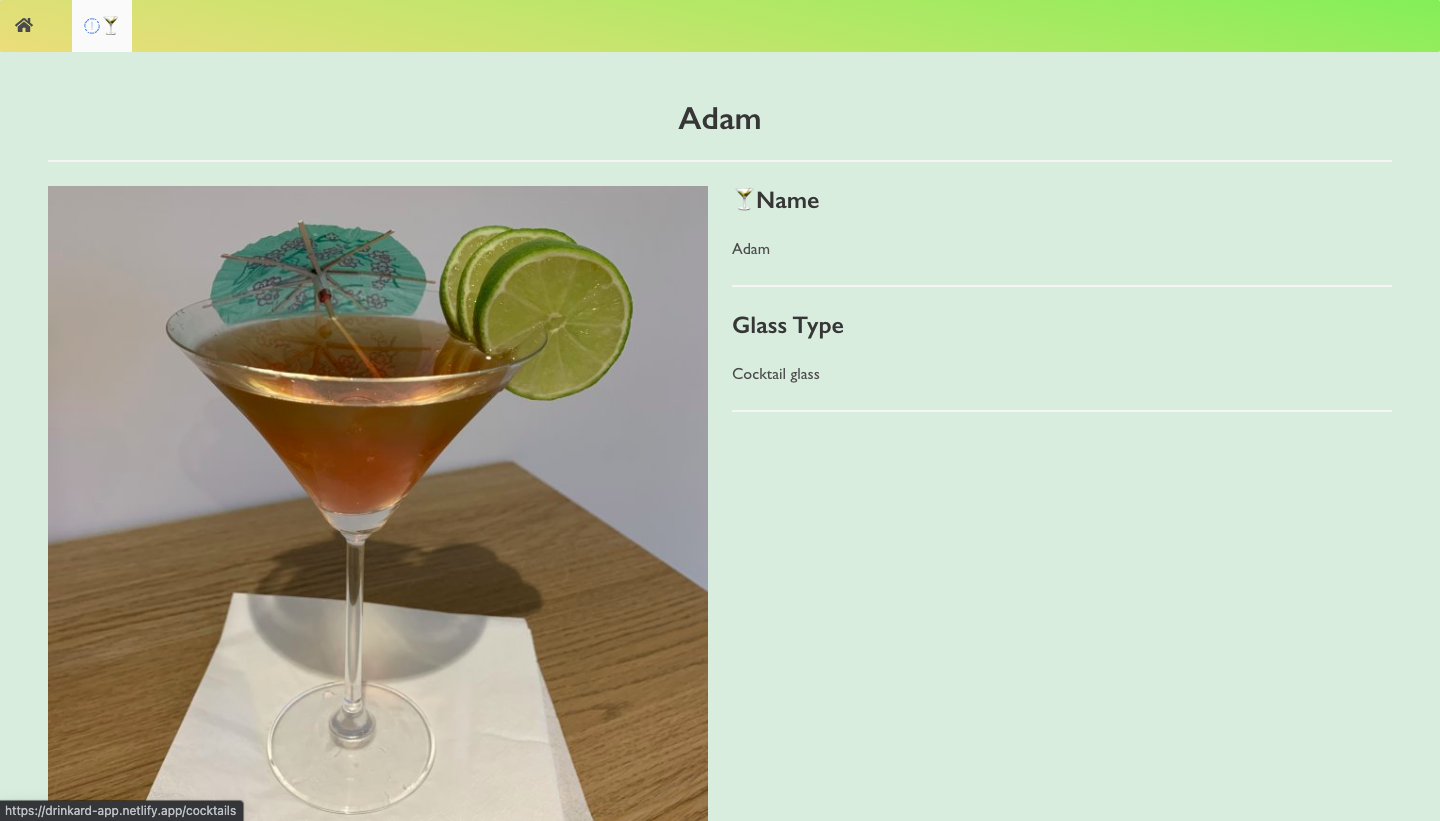 Adam
🍸Name
Adam
Glass Type
Cocktail glass
https://drinkard-app.netlify.app/cocktails